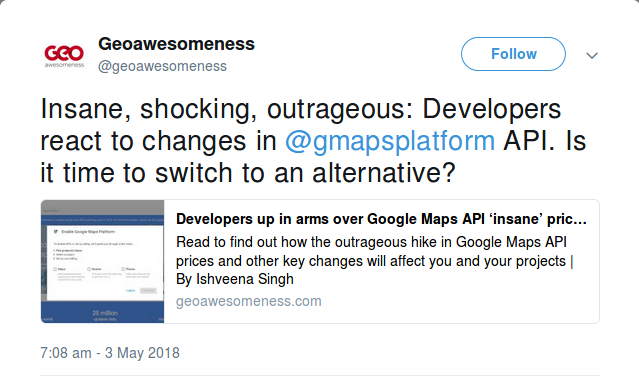 GEO
awesomeness
Geoawesomeness
@geoawesomeness
Follow
Insane, shocking, outrageous: Developers
react to changes in @gmapsplatform API. Is
it time to switch to an alternative?
Enable Google Maps Platform
28 million
Developers up in arms over Google Maps API ‘insane’ pric...
Read to find out how the outrageous hike in Google Maps API
prices and other key changes will affect you and your projects |
By Ishveena Singh
geoawesomeness.com
7:08 am - 3 May 2018